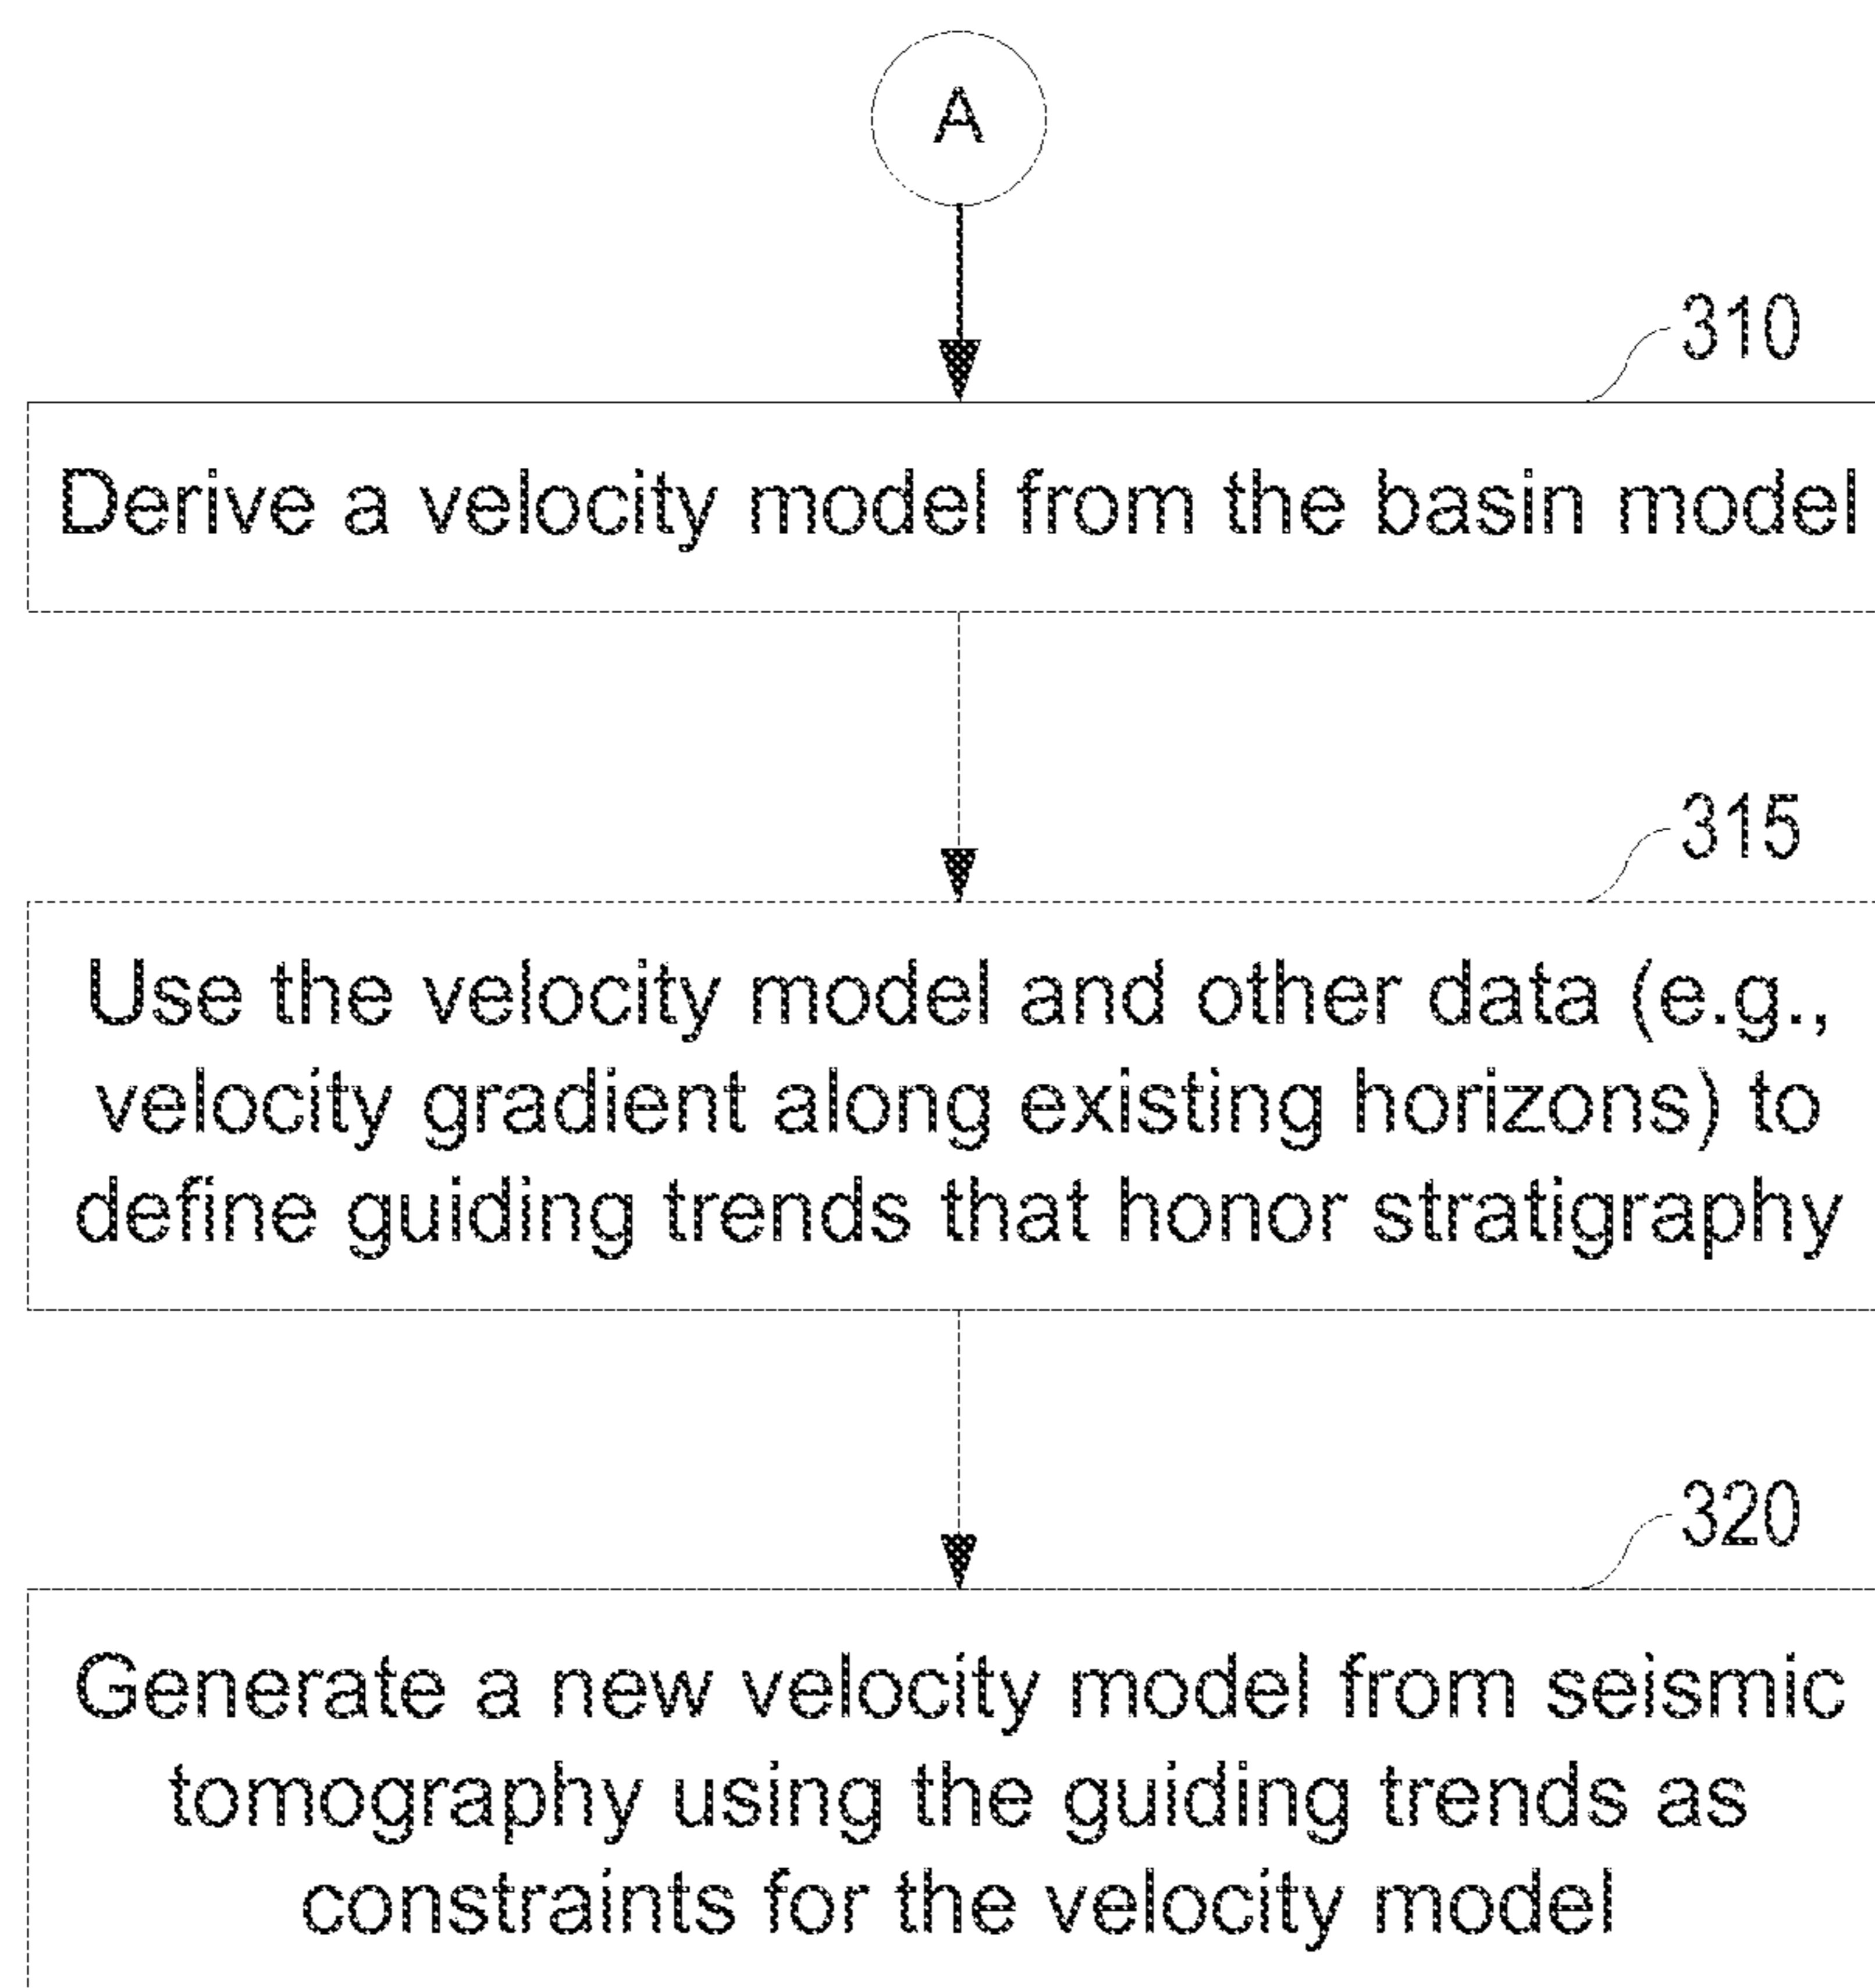 A
310
Derive a velocity model from the basin model
315
Use the velocity model and other data (e.g.,
velocity gradient along existing horizons) to
define guiding trends that honor stratigraphy
320
Generate a new velocity model from seismic
tomography using the guiding trends as
constraints for the velocity model